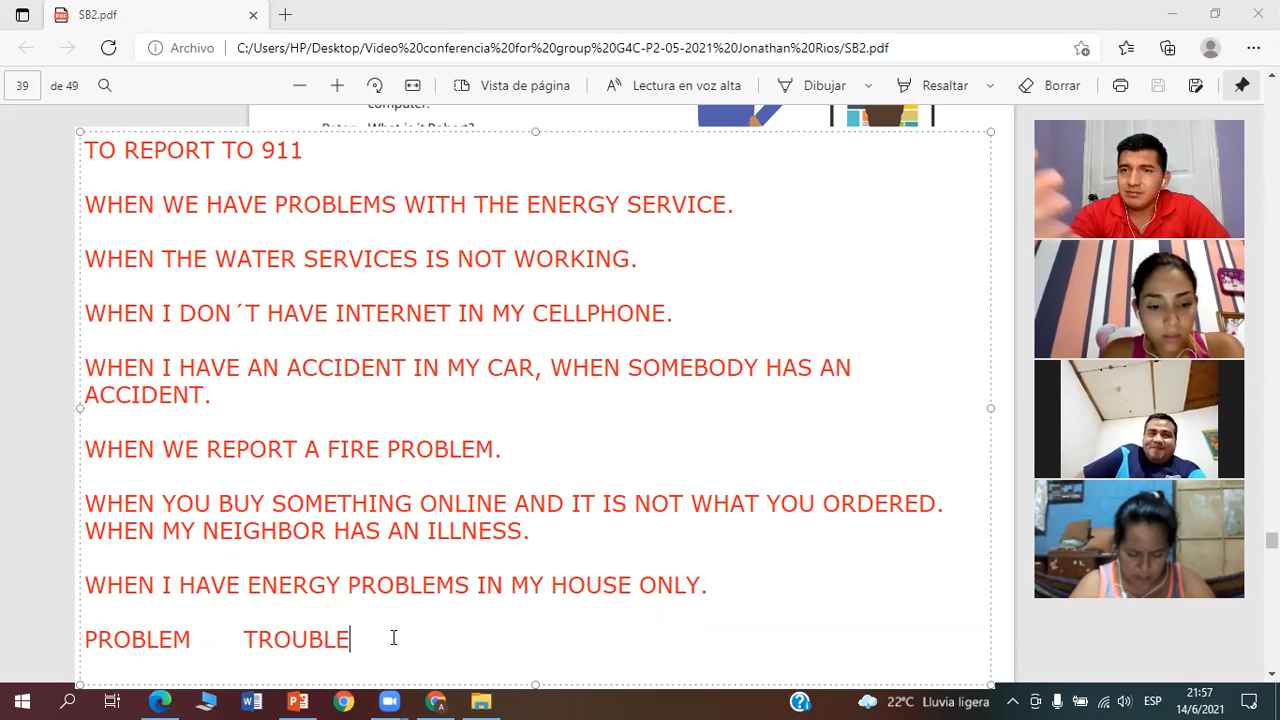 SB2.pdf
Archivo
C:/Users/HP/Desktop/Video%20conferencia%20for%20group%20G4C-P2-05-2021%20Jonathan%20Rios/SB2.pdf
39 de 49
Vista de página
Lectura en voz alta
Dibujar
Resaltar
Borrar
computer.
What is it Robert?
TO REPORT TO 911
WHEN WE HAVE PROBLEMS WITH THE ENERGY SERVICE.
WHEN THE WATER SERVICES IS NOT WORKING.
WHEN I DON´T HAVE INTERNET IN MY CELLPHONE.
WHEN I HAVE AN ACCIDENT IN MY CAR, WHEN SOMEBODY HAS AN
ACCIDENT.
WHEN WE REPORT A FIRE PROBLEM.
WHEN YOU BUY SOMETHING ONLINE AND IT IS NOT WHAT YOU ORDERED.
WHEN MY NEIGHBOR HAS AN ILLNESS.
WHEN I HAVE ENERGY PROBLEMS IN MY HOUSE ONLY.
PROBLEM TROUBLE
22°C Lluvia ligera
ESP
21:57
14/6/2021